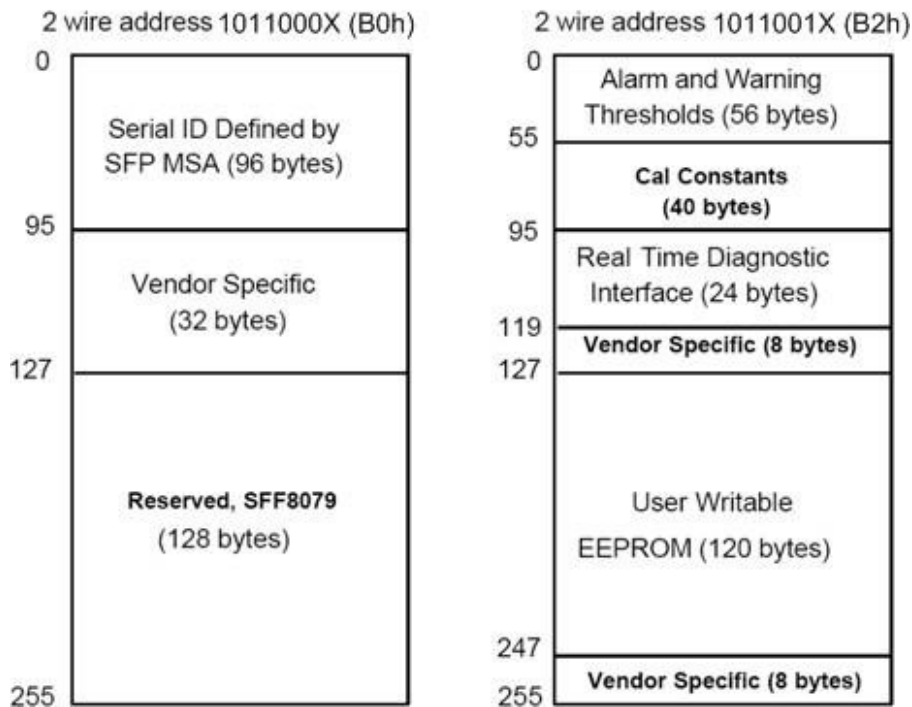 2 wire address 1011000X (B0h)
0
Serial ID Defined by
SFP MSA (96 bytes)
95
Vendor Specific
(32 bytes)
127
Reserved, SFF8079
(128 bytes)
255
2 wire address 1011001X (B2h)
0
Alarm and Warning
Thresholds (56 bytes)
55
Cal Constants
(40 bytes)
95
Real Time Diagnostic
Interface (24 bytes)
119
Vendor Specific (8 bytes)
127
User Writable
EEPROM (120 bytes)
247
Vendor Specific (8 bytes)
255